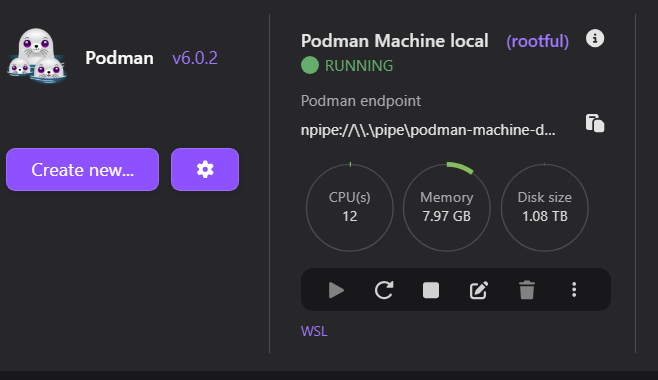 Podman v6.0.2
Create new...
Podman Machine local (rootful)
RUNNING
Podman endpoint
npipe://\\.\pipe\podman-machine-d...
CPU(s)
12
Memory
7.97 GB
Disk size
1.08 TB
WSL